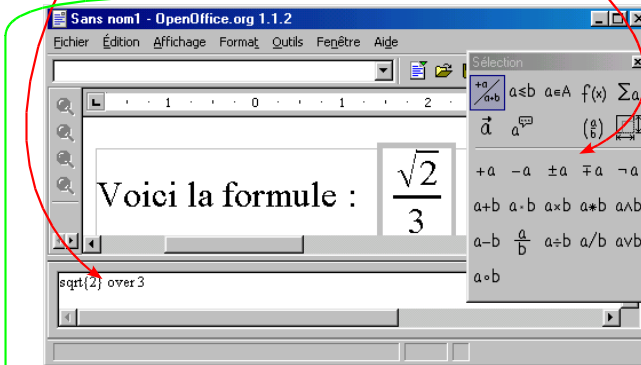 Sans nom1 - OpenOffice.org 1.1.2
Fichier Édition Affichage Format Outils Fenêtre Aide
Sélection
+a/a+b a≤b a∈A f(x) Σa
a⃗ a (a/b)
L 1 0 1 2
Voici la formule : √2/3
+a -a ±a ∓a ¬a
a+b a·b a×b a*b a∧b
a-b a/b a÷b a/b a∨b
a∘b
sqrt{2} over 3